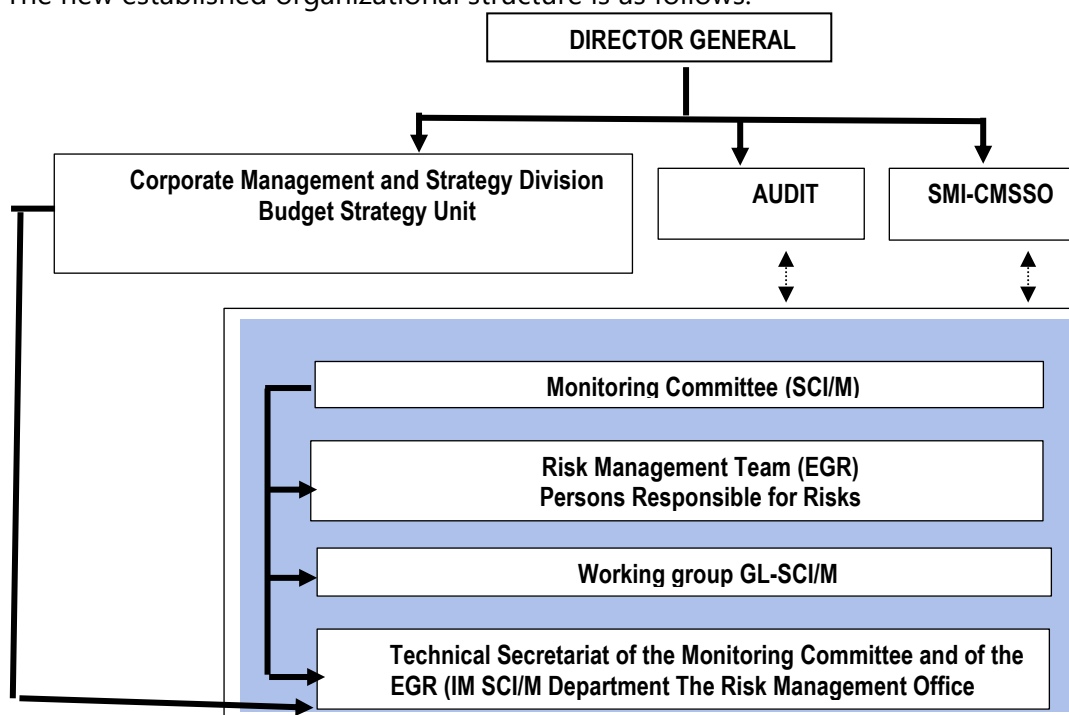 The new established organizational structure is as follows:
DIRECTOR GENERAL
Corporate Management and Strategy Division
Budget Strategy Unit
AUDIT
SMI-CMSSO
Monitoring Committee (SCI/M)
Risk Management Team (EGR)
Persons Responsible for Risks
Working group GL-SCI/M
Technical Secretariat of the Monitoring Committee and of the
EGR (IM SCI/M Department The Risk Management Office